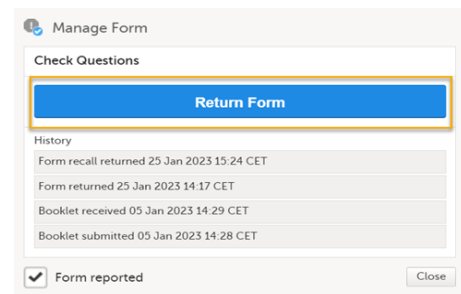 Manage Form
Check Questions
Return Form
History
Form recall returned 25 Jan 2023 15:24 CET
Form returned 25 Jan 2023 14:17 CET
Booklet received 05 Jan 2023 14:29 CET
Booklet submitted 05 Jan 2023 14:28 CET
Form reported
Close